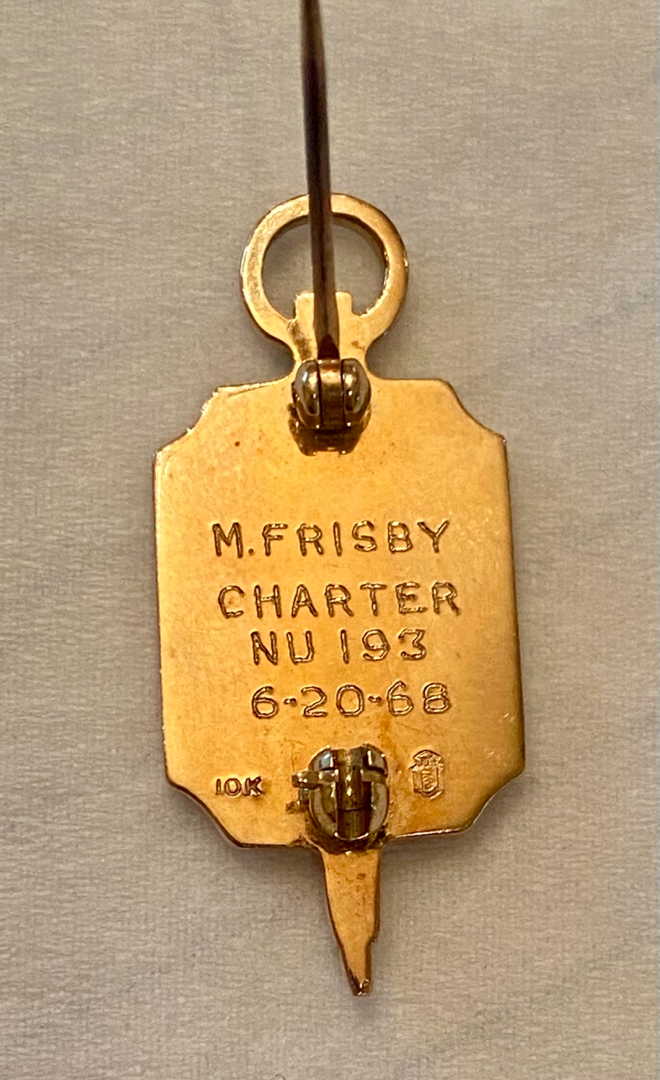 M. FRISBY
CHARTER
NU 193
6-20-68
10K